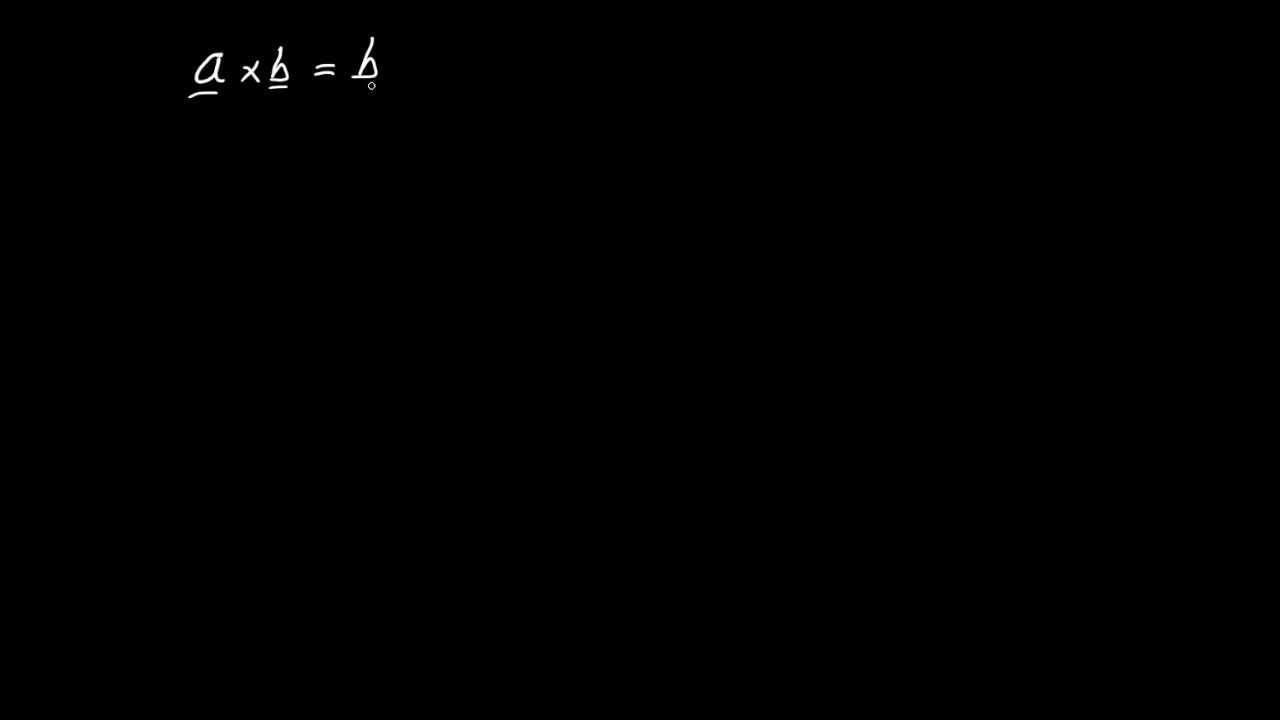 a × b = b